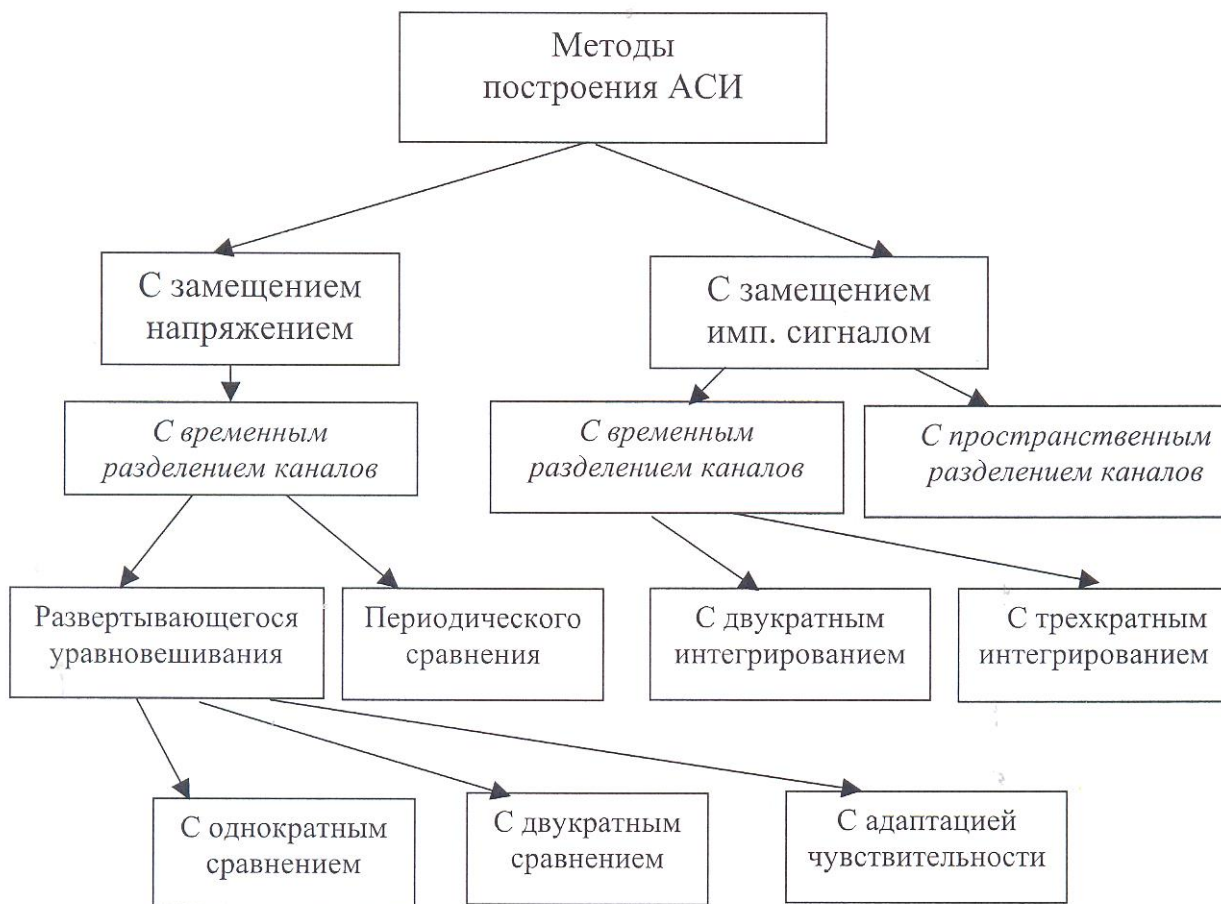 Методы
построения АСИ
С замещением
напряжением
С замещением
имп. сигналом
С временным
разделением каналов
С временным
разделением каналов
С пространственным
разделением каналов
Развертывающегося
уравновешивания
Периодического
сравнения
С двукратным
интегрированием
С трехкратным
интегрированием
С однократным
сравнением
С двукратным
сравнением
С адаптацией
чувствительности